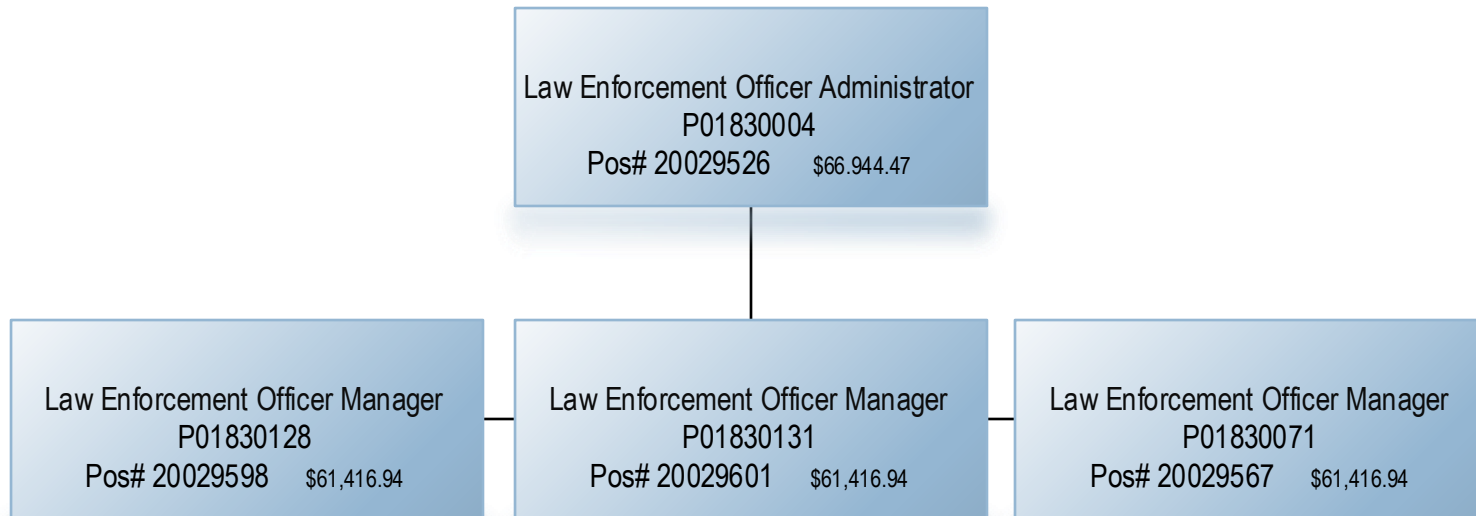 Law Enforcement Officer Administrator
P01830004
Pos# 20029526 $66.944.47
Law Enforcement Officer Manager
P01830128
Pos# 20029598 $61,416.94
Law Enforcement Officer Manager
P01830131
Pos# 20029601 $61,416.94
Law Enforcement Officer Manager
P01830071
Pos# 20029567 $61,416.94